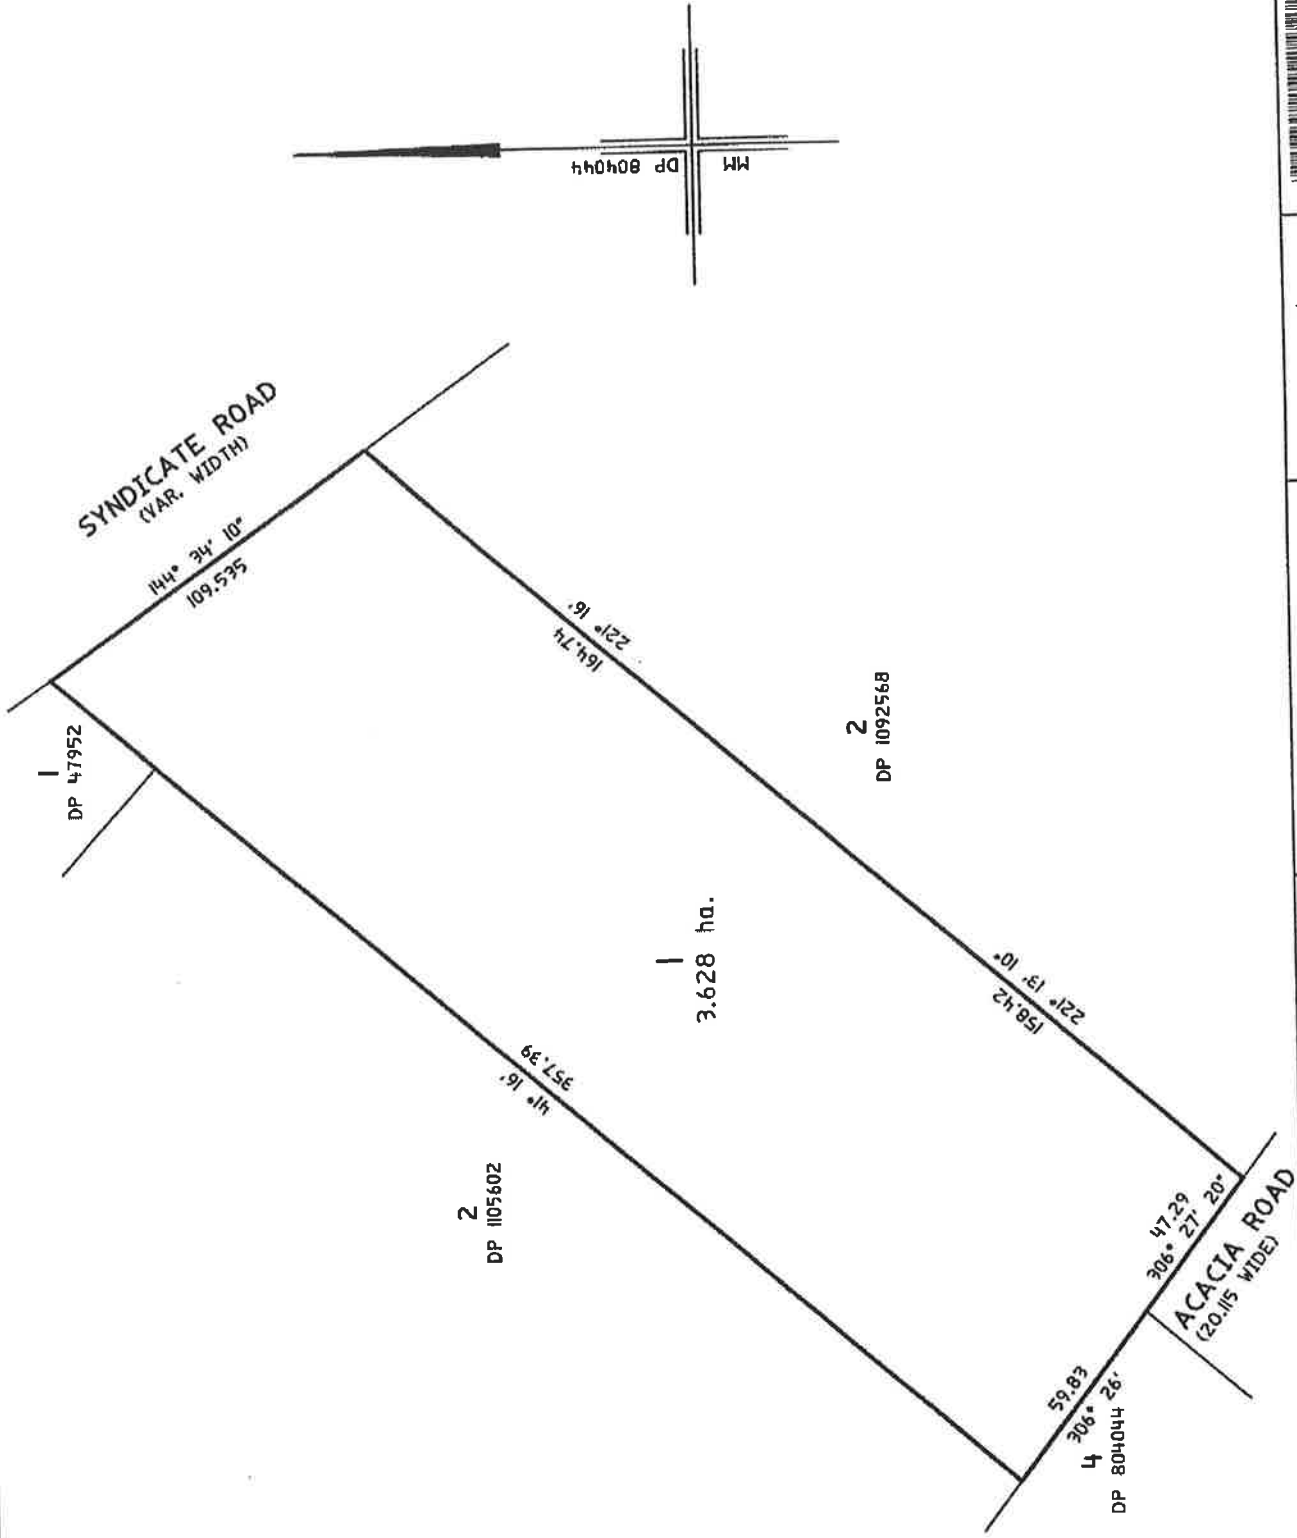 DP 804044
MM
SYNDICATE ROAD
(VAR. WIDTH)
144° 34' 10"
109.535
1
DP 47952
221° 16'
164.74
2
DP 1092568
1
3.628 ha.
221° 13' 10"
158.42
357.39
41° 16'
2
DP 1105602
47.29
306° 27' 20"
ACACIA ROAD
(20.115 WIDE)
59.83
306° 26'
4
DP 804044